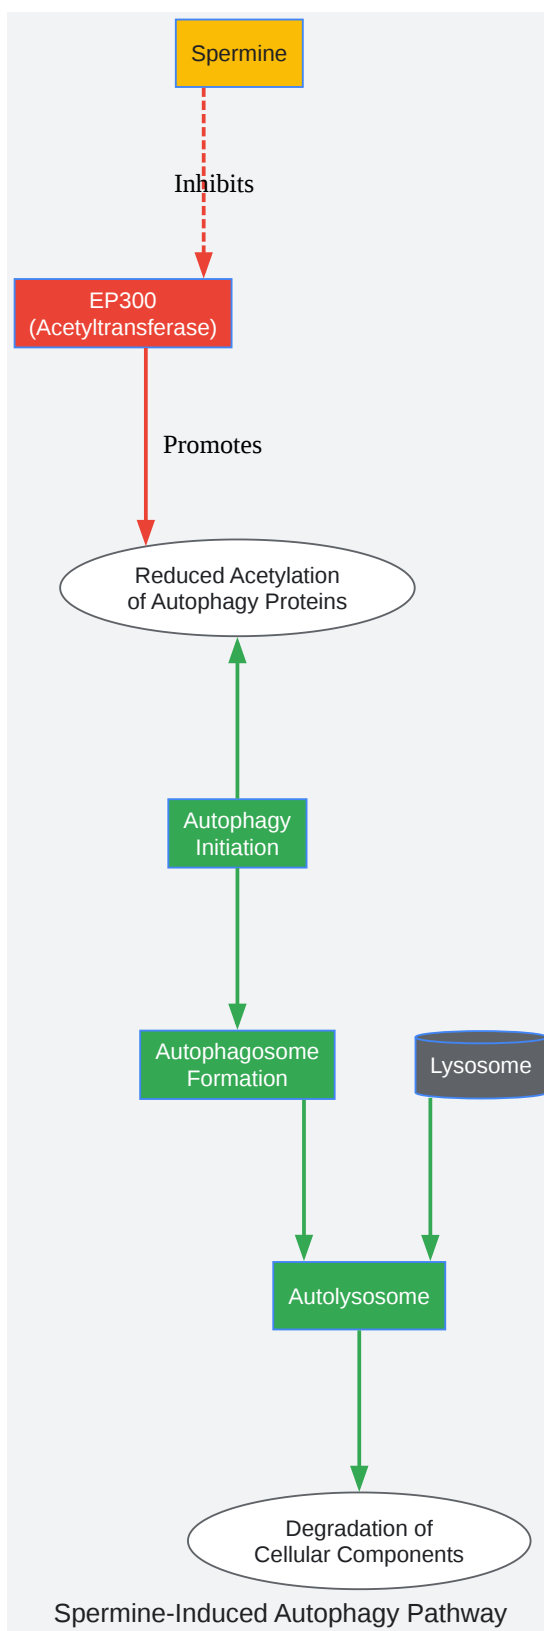 Spermine
Inhibits
EP300
(Acetyltransferase)
Promotes
Reduced Acetylation
of Autophagy Proteins
Autophagy
Initiation
Autophagosome
Formation
Lysosome
Autolysosome
Degradation of
Cellular Components
Spermine-Induced Autophagy Pathway